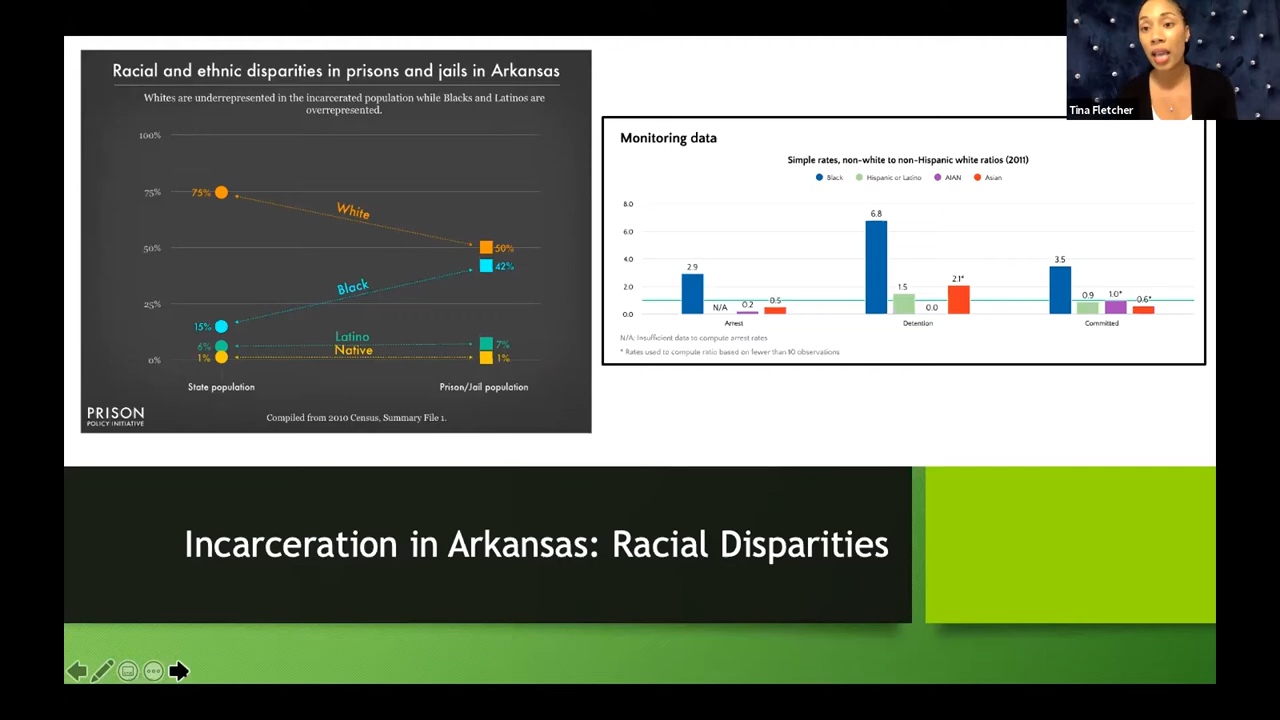 Tina Fletcher
Racial and ethnic disparities in prisons and jails in Arkansas
Whites are underrepresented in the incarcerated population while Blacks and Latinos are
overrepresented.
100%
75%
75%
White
50%
50%
42%
Black
25%
15%
Latino
6%
7%
Native
0%
1%
1%
State population
Prison/Jail population
PRISON
POLICY INITIATIVE
Compiled from 2010 Census, Summary File 1.
Monitoring data
Simple rates, non-white to non-Hispanic white ratios (2011)
Black Hispanic or Latino AIAN Asian
8.0
6.0
4.0
2.0
0.0
2.9
N/A
0.2
0.5
Arrest
6.8
1.5
0.0
2.1*
Detention
3.5
0.9
1.0*
0.6*
Committed
N/A: Insufficient data to compute arrest rates
* Rates used to compute ratio based on fewer than 10 observations
Incarceration in Arkansas: Racial Disparities